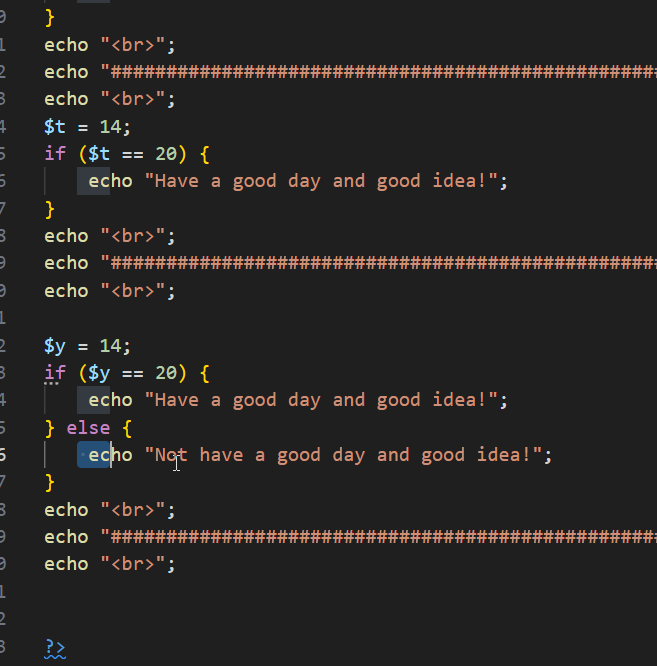 0 }
1 echo "<br>";
2 echo "##################################################
3 echo "<br>";
4 $t = 14;
5 if ($t == 20) {
6 echo "Have a good day and good idea!";
7 }
8 echo "<br>";
9 echo "##################################################
0 echo "<br>";
1
2 $y = 14;
3 if ($y == 20) {
4 echo "Have a good day and good idea!";
5 } else {
6 echo "Not have a good day and good idea!";
7 }
8 echo "<br>";
9 echo "##################################################
0 echo "<br>";
1
2
3 ?>